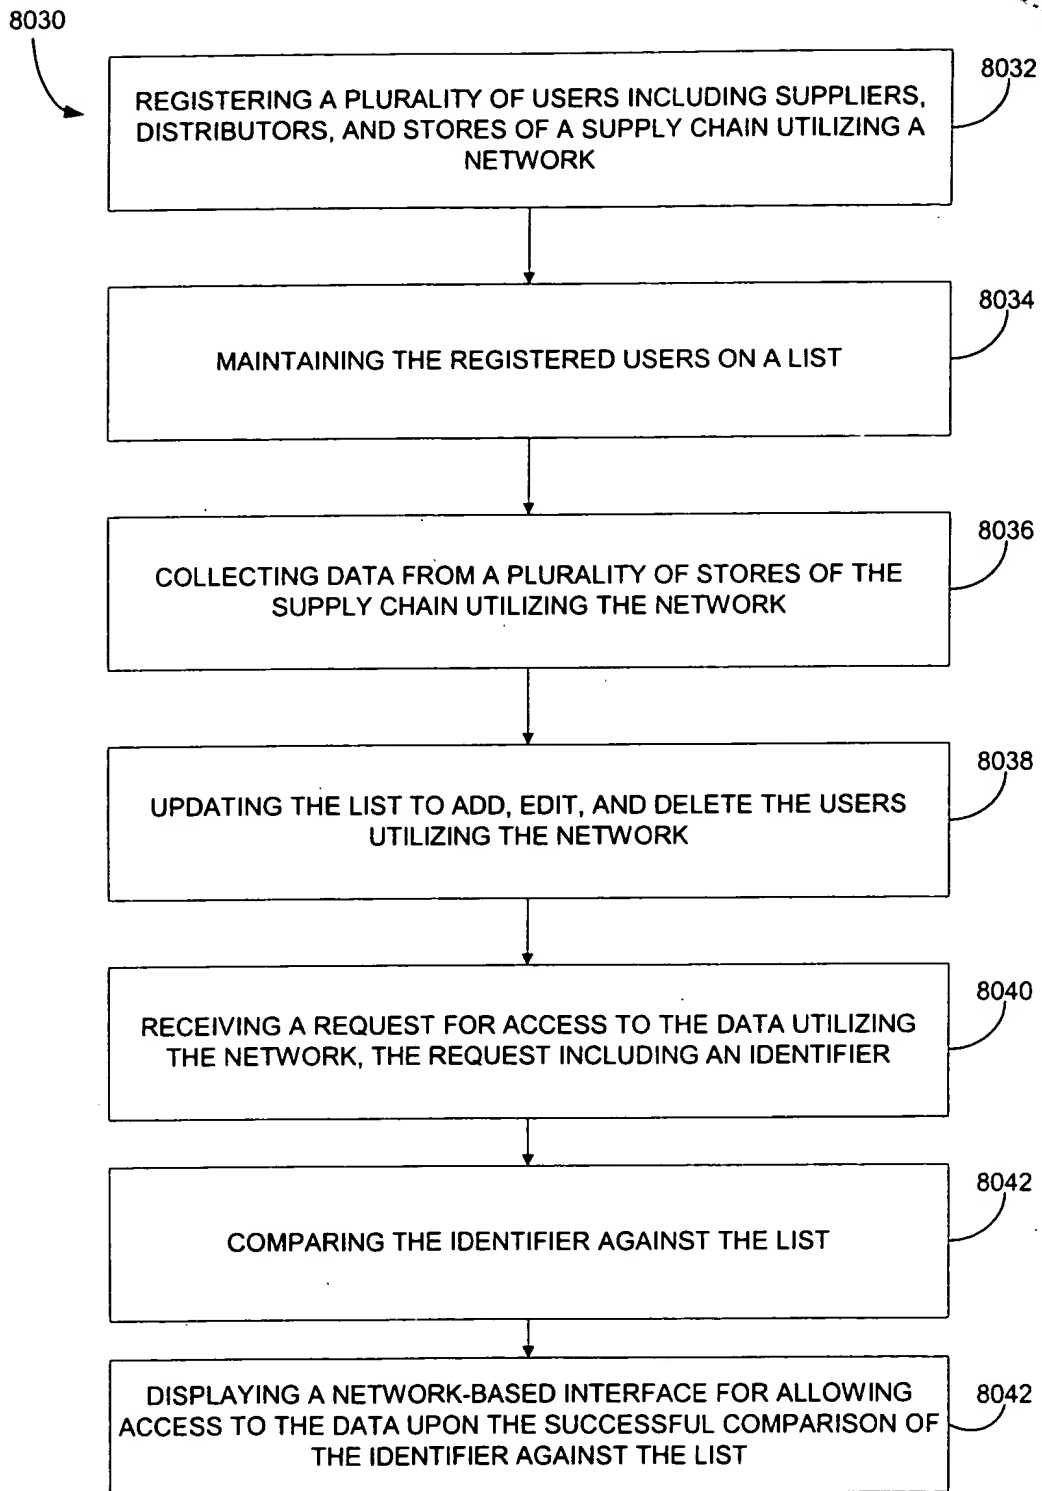 8030
8032
REGISTERING A PLURALITY OF USERS INCLUDING SUPPLIERS,
DISTRIBUTORS, AND STORES OF A SUPPLY CHAIN UTILIZING A
NETWORK
8034
MAINTAINING THE REGISTERED USERS ON A LIST
8036
COLLECTING DATA FROM A PLURALITY OF STORES OF THE
SUPPLY CHAIN UTILIZING THE NETWORK
8038
UPDATING THE LIST TO ADD, EDIT, AND DELETE THE USERS
UTILIZING THE NETWORK
8040
RECEIVING A REQUEST FOR ACCESS TO THE DATA UTILIZING
THE NETWORK, THE REQUEST INCLUDING AN IDENTIFIER
8042
COMPARING THE IDENTIFIER AGAINST THE LIST
8042
DISPLAYING A NETWORK-BASED INTERFACE FOR ALLOWING
ACCESS TO THE DATA UPON THE SUCCESSFUL COMPARISON OF
THE IDENTIFIER AGAINST THE LIST